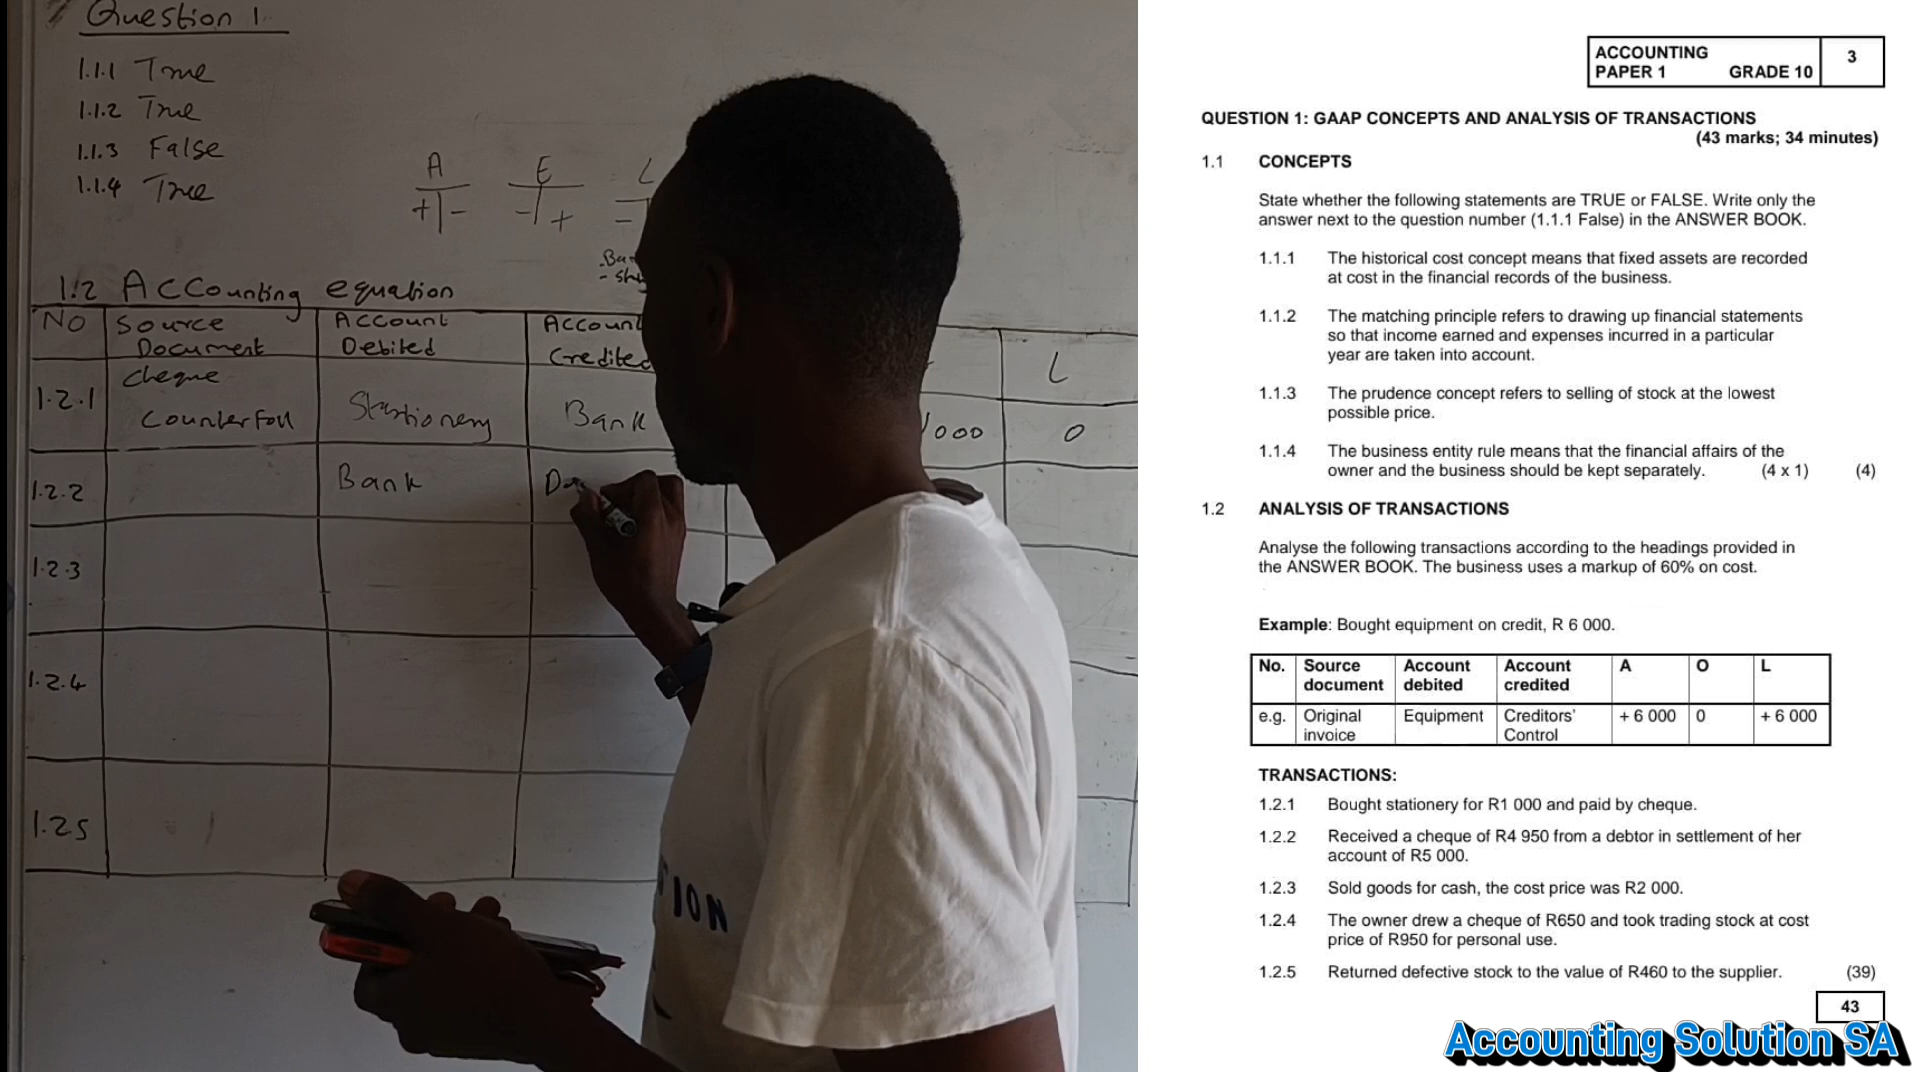 Question 1
1.1.1 True
1.1.2 True
1.1.3 False
1.1.4 True
A E L
+ - - + -
1.2 Accounting equation
No Source Document Account Debited Account Credited L
1.2.1 Cheque Counterfoil Stationery Bank 1000 0
1.2.2 Bank
1.2.3
1.2.4
1.2.5
ION
ACCOUNTING
PAPER 1 GRADE 10
3
QUESTION 1: GAAP CONCEPTS AND ANALYSIS OF TRANSACTIONS
(43 marks; 34 minutes)
1.1 CONCEPTS
State whether the following statements are TRUE or FALSE. Write only the
answer next to the question number (1.1.1 False) in the ANSWER BOOK.
1.1.1 The historical cost concept means that fixed assets are recorded
at cost in the financial records of the business.
1.1.2 The matching principle refers to drawing up financial statements
so that income earned and expenses incurred in a particular
year are taken into account.
1.1.3 The prudence concept refers to selling of stock at the lowest
possible price.
1.1.4 The business entity rule means that the financial affairs of the
owner and the business should be kept separately. (4 x 1) (4)
1.2 ANALYSIS OF TRANSACTIONS
Analyse the following transactions according to the headings provided in
the ANSWER BOOK. The business uses a markup of 60% on cost.
Example: Bought equipment on credit, R 6 000.
No. Source document Account debited Account credited A O L
e.g. Original invoice Equipment Creditors' Control + 6 000 0 + 6 000
TRANSACTIONS:
1.2.1 Bought stationery for R1 000 and paid by cheque.
1.2.2 Received a cheque of R4 950 from a debtor in settlement of her
account of R5 000.
1.2.3 Sold goods for cash, the cost price was R2 000.
1.2.4 The owner drew a cheque of R650 and took trading stock at cost
price of R950 for personal use.
1.2.5 Returned defective stock to the value of R460 to the supplier. (39)
43
Accounting Solution SA